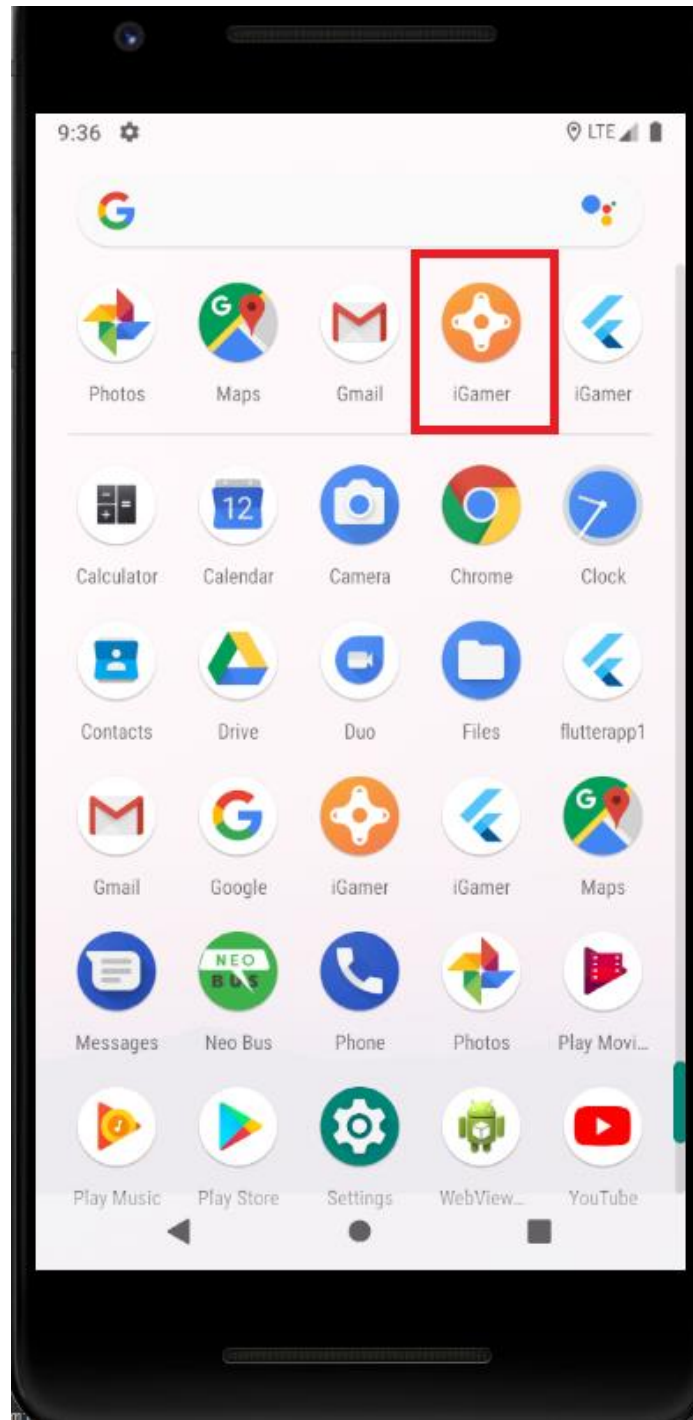 9:36 LTE
G
G
Photos Maps Gmail iGamer iGamer
12
Calculator Calendar Camera Chrome Clock
Contacts Drive Duo Files flutterapp1
G G
Gmail Google iGamer iGamer Maps
NEO
BUS
Messages Neo Bus Phone Photos Play Movi...
Play Music Play Store Settings WebView... YouTube